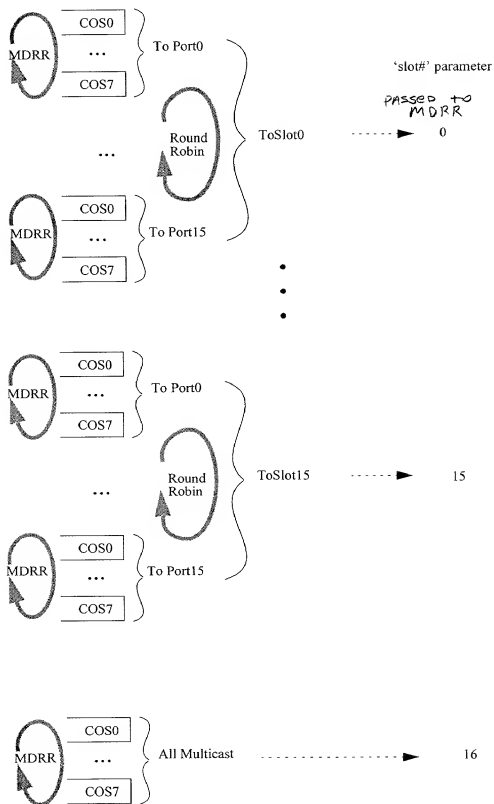 COS0
MDRR
To Port0
...
COS7
'slot#' parameter
PASSED TO
MDRR
Round
Robin
ToSlot0
0
...
COS0
MDRR
To Port15
...
COS7
COS0
MDRR
To Port0
...
COS7
Round
Robin
ToSlot15
15
...
COS0
MDRR
To Port15
...
COS7
COS0
MDRR
All Multicast
16
...
COS7